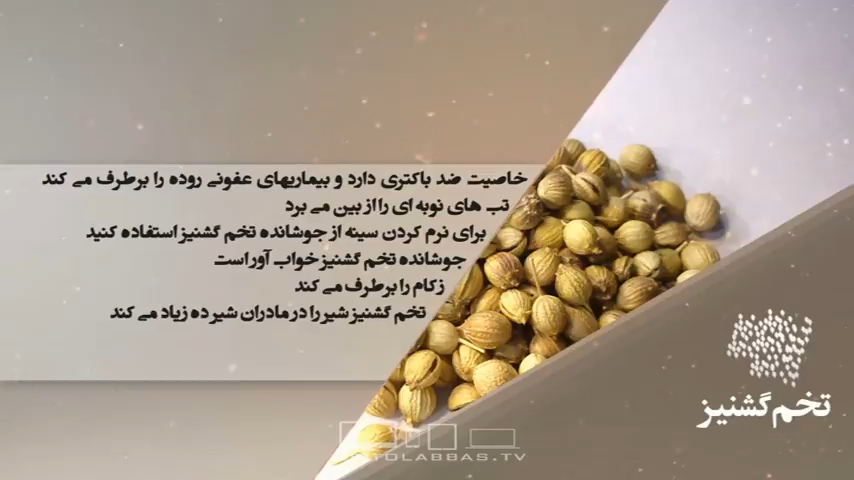 خاصیت ضد باکتری دارد و بیماریهای عفونی روده را برطرف می کند
تب های نوبه ای را از بین می برد
برای نرم کردن سینه از جوشانده تخم گشنیز استفاده کنید
جوشانده تخم گشنیز خواب آور است
زکام را برطرف می کند
تخم گشنیز شیر را در مادران شیر ده زیاد می کند
تخم گشنیز